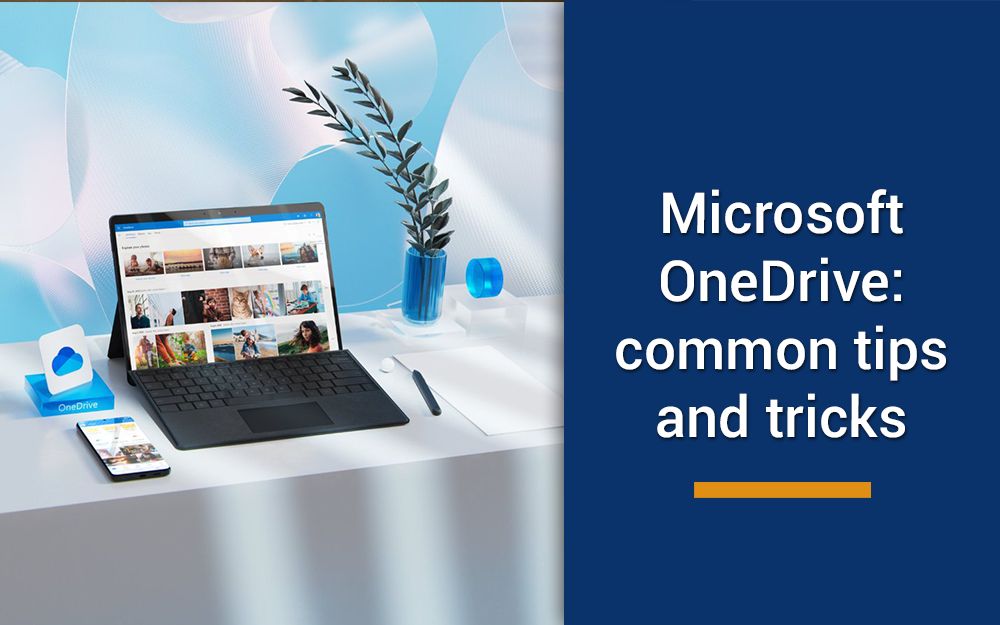 OneDrive
Microsoft
OneDrive:
common tips
and tricks